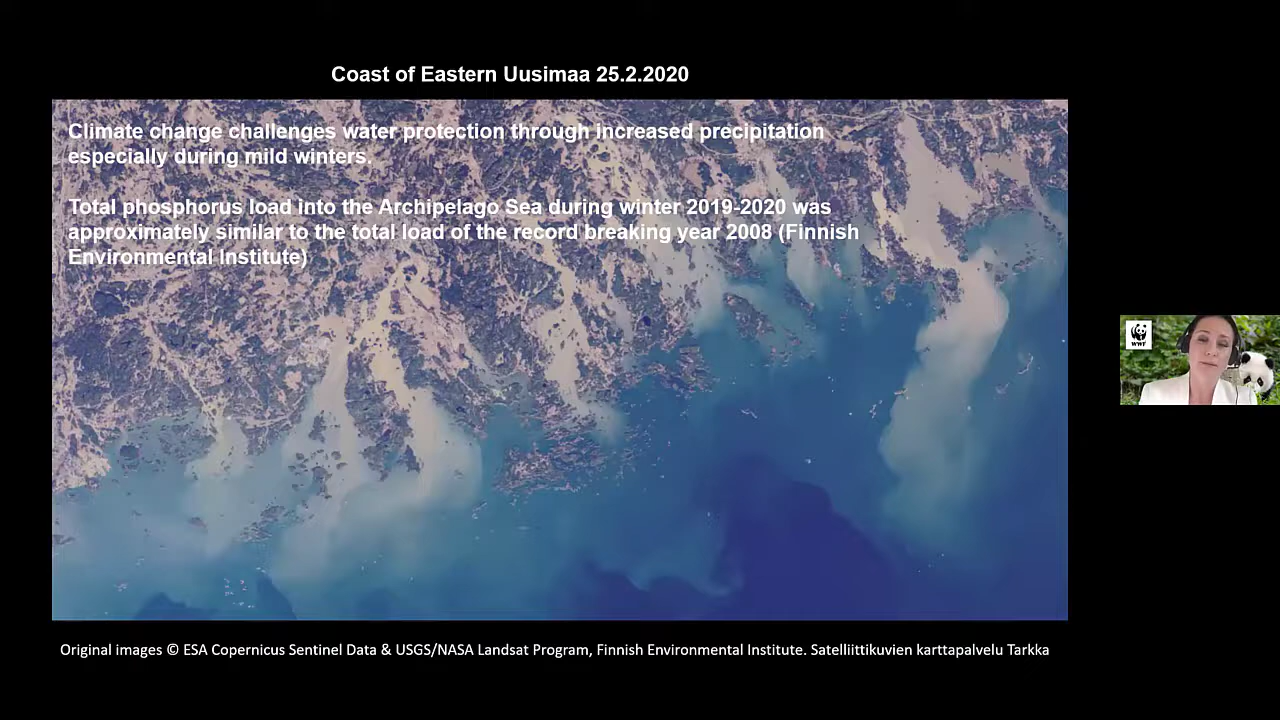 Coast of Eastern Uusimaa 25.2.2020
Climate change challenges water protection through increased precipitation
especially during mild winters.
Total phosphorus load into the Archipelago Sea during winter 2019-2020 was
approximately similar to the total load of the record breaking year 2008 (Finnish
Environmental Institute)
WWF
Original images © ESA Copernicus Sentinel Data & USGS/NASA Landsat Program, Finnish Environmental Institute. Satelliittikuvien karttapalvelu Tarkka